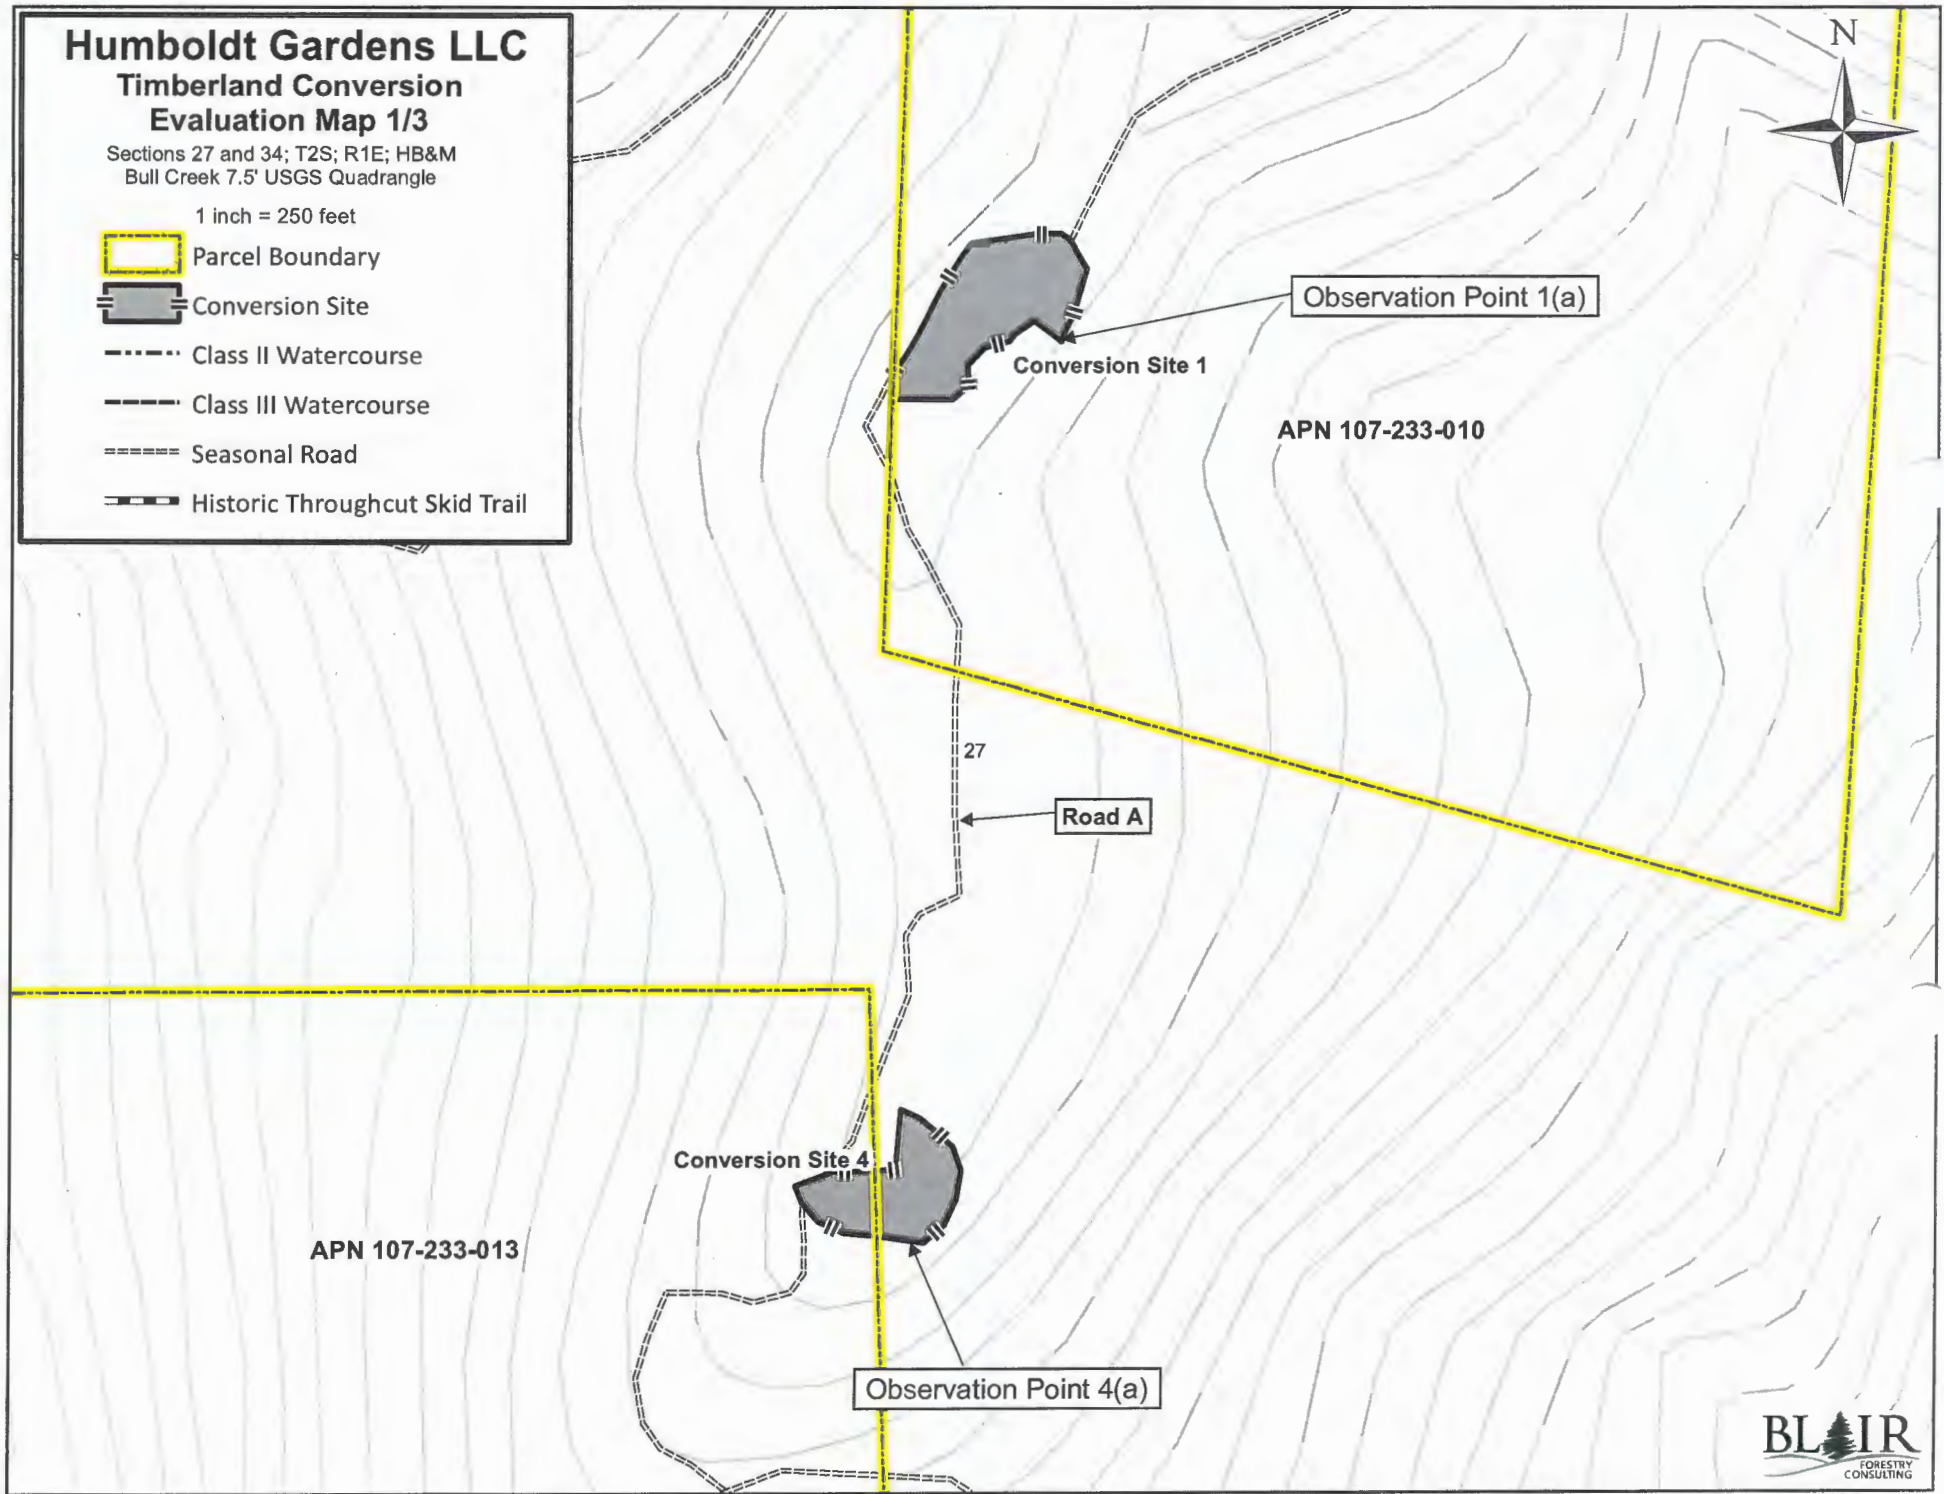 Humboldt Gardens LLC
Timberland Conversion
Evaluation Map 1/3
Sections 27 and 34; T2S; R1E; HB&M
Bull Creek 7.5' USGS Quadrangle
1 inch = 250 feet
Parcel Boundary
Conversion Site
Class II Watercourse
Class III Watercourse
Seasonal Road
Historic Throughcut Skid Trail
N
Observation Point 1(a)
Conversion Site 1
APN 107-233-010
27
Road A
Conversion Site 4
APN 107-233-013
Observation Point 4(a)
BLAIR
FORESTRY
CONSULTING